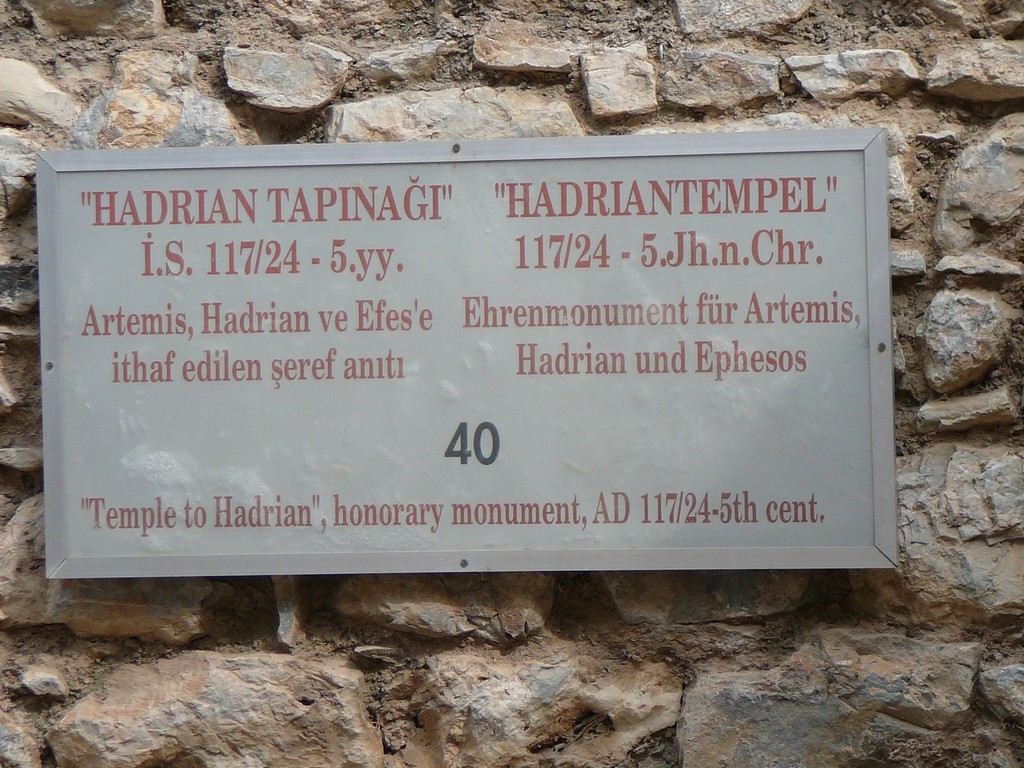 "HADRIAN TAPINAĞI"
İ.S. 117/24 - 5.yy.
Artemis, Hadrian ve Efes'e
ithaf edilen şeref anıtı
"HADRIANTEMPEL"
117/24 - 5.Jh.n.Chr.
Ehrenmonument für Artemis,
Hadrian und Ephesos
40
"Temple to Hadrian", honorary monument, AD 117/24-5th cent.